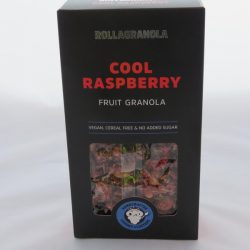 ROLLAGRANOLA
COOL
RASPBERRY
FRUIT GRANOLA
VEGAN, CEREAL FREE & NO ADDED SUGAR